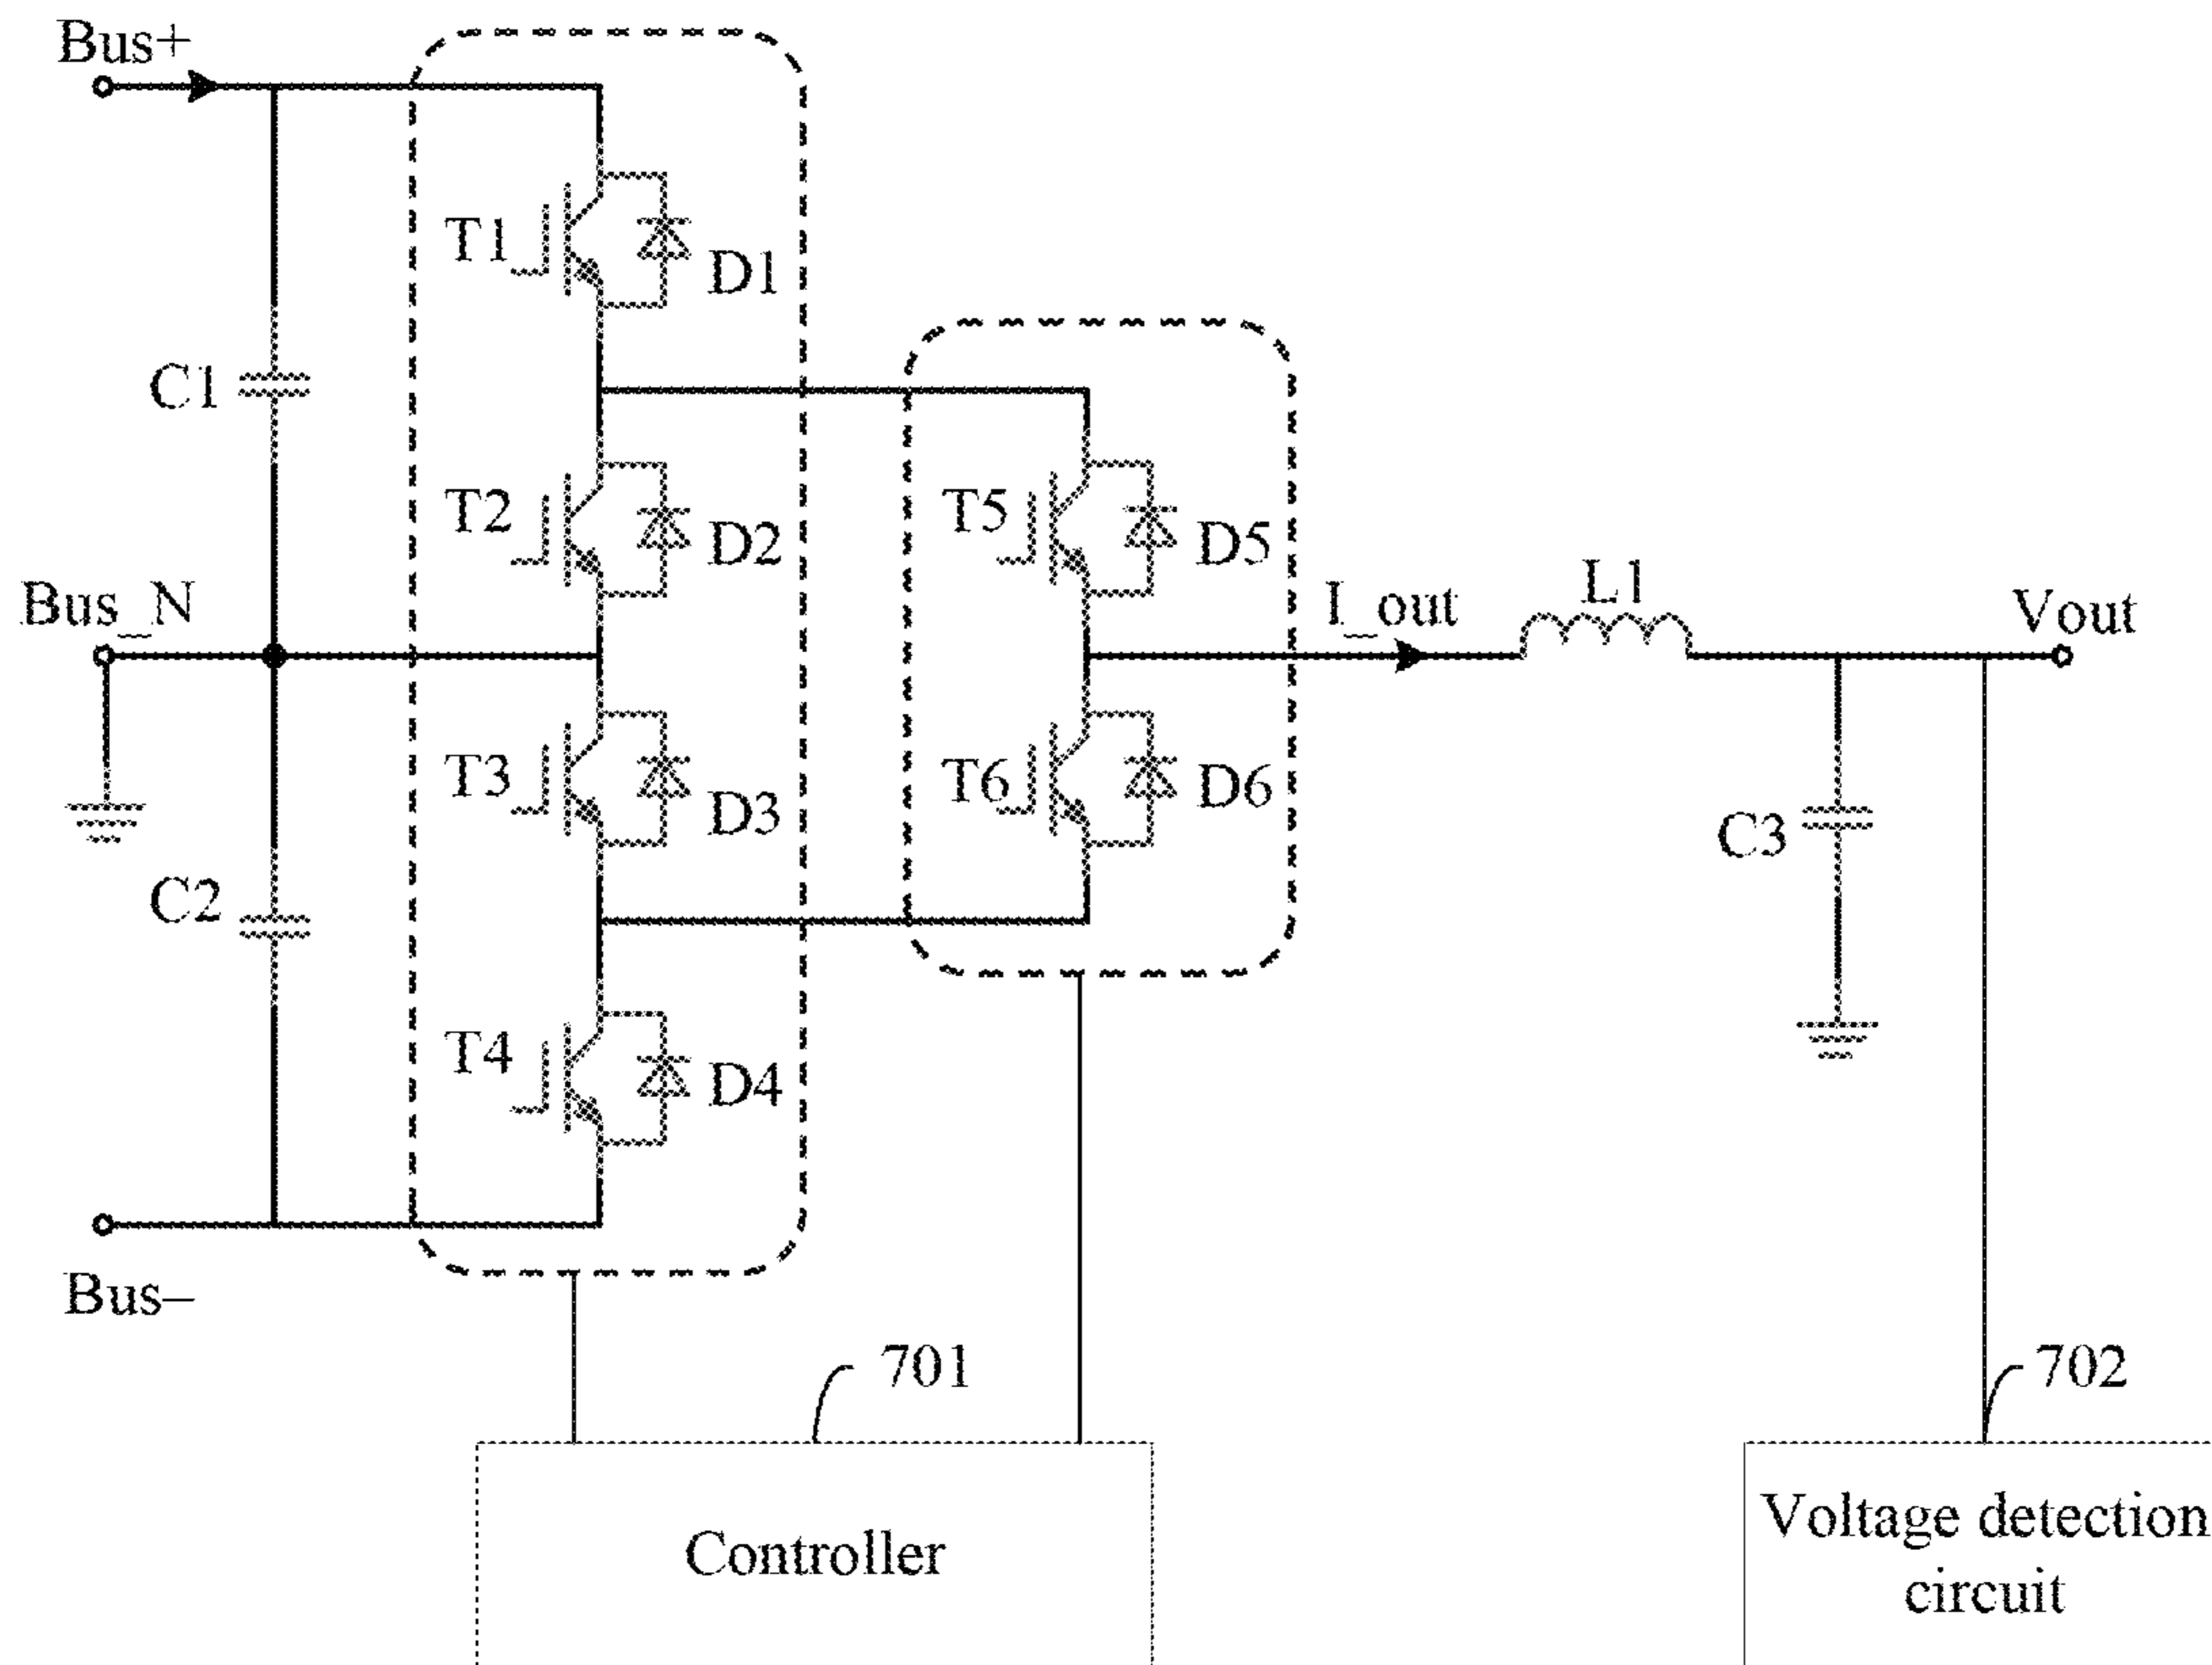 Bus+
T1
D1
C1
T2
D2
T5
D5
Bus_N
I_out
L1
Vout
T3
D3
T6
D6
C3
C2
T4
D4
Bus–
701
702
Controller
Voltage detection
circuit